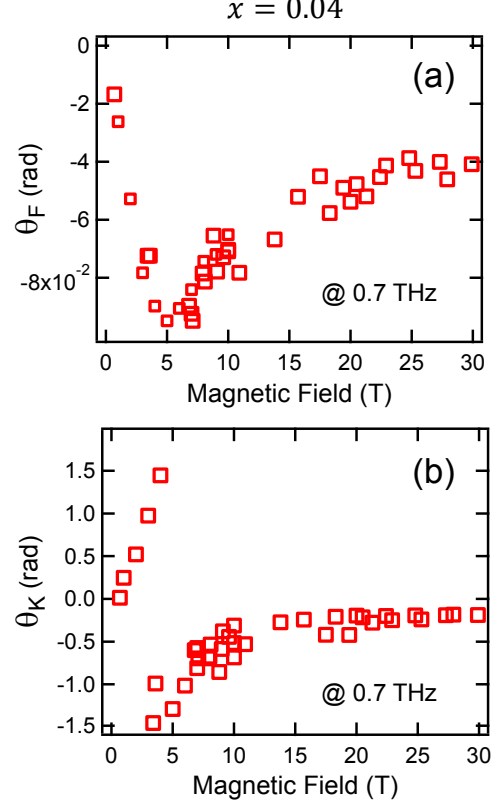 x = 0.04
(a)
0
-2
-4
-6
-8x10⁻²
θF (rad)
@ 0.7 THz
0 5 10 15 20 25 30
Magnetic Field (T)
(b)
1.5
1.0
0.5
0.0
-0.5
-1.0
-1.5
θK (rad)
@ 0.7 THz
0 5 10 15 20 25 30
Magnetic Field (T)